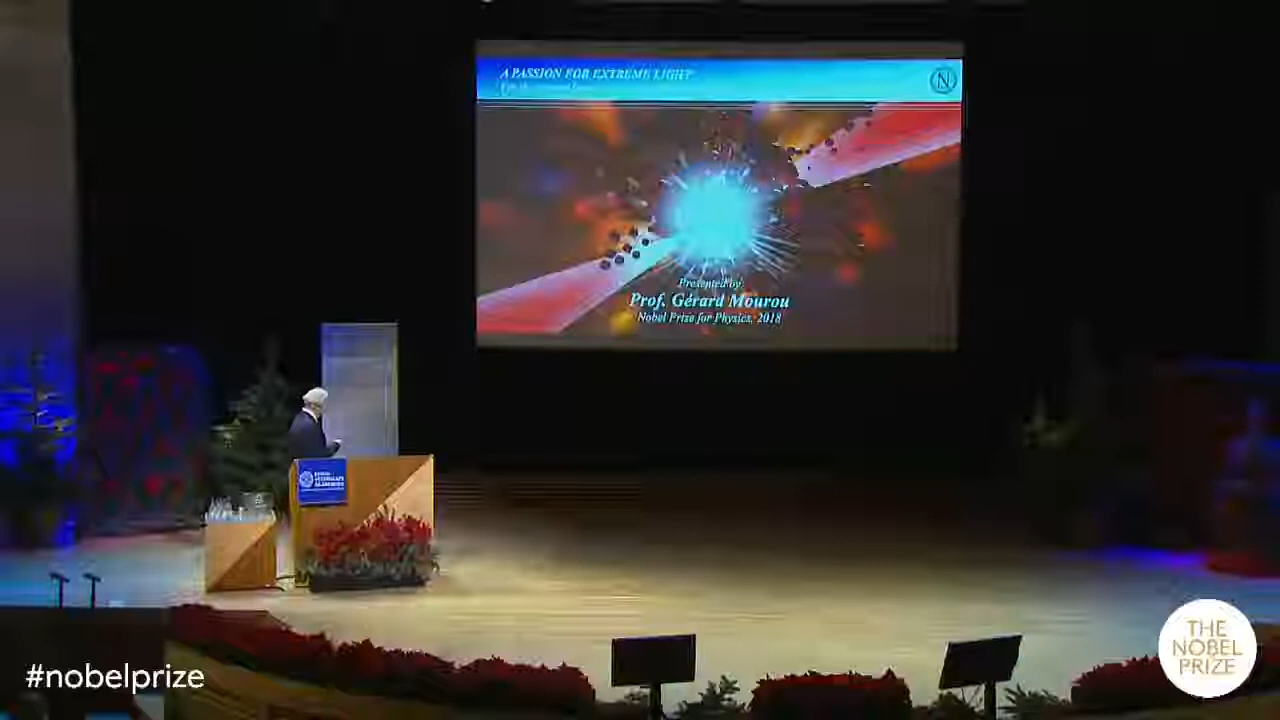 A PASSION FOR EXTREME LIGHT
N
Presented by
Prof. Gérard Mourou
Nobel Prize for Physics, 2018
#nobelprize
THE
NOBEL
PRIZE